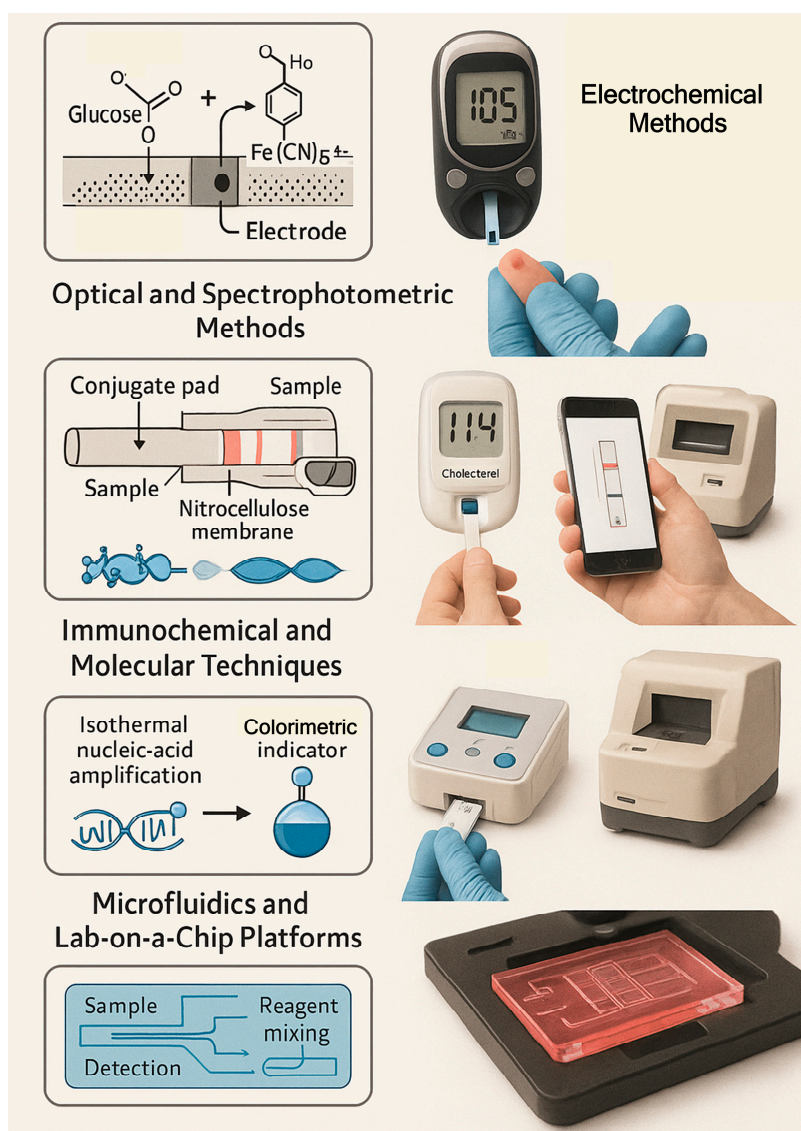 O
O
Ho
O
Glucose
+
O
Fe(CN)5 4-
Electrode
105
Electrochemical
Methods
Optical and Spectrophotometric
Methods
Conjugate pad
Sample
Sample
Nitrocellulose
membrane
114
Cholecterel
Immunochemical and
Molecular Techniques
Isothermal
nucleic-acid
amplification
Colorimetric
indicator
Microfluidics and
Lab-on-a-Chip Platforms
Sample
Reagent
mixing
Detection